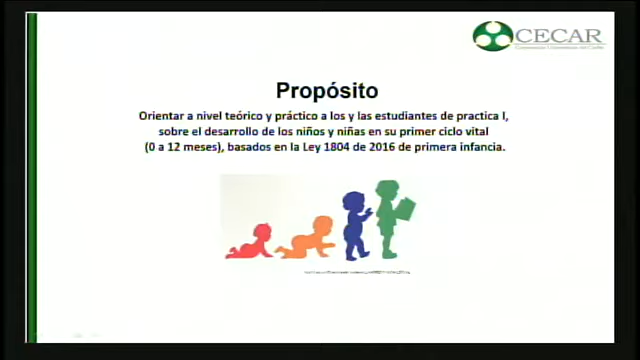 CECAR
Propósito
Orientar a nivel teórico y práctico a los y las estudiantes de practica I,
sobre el desarrollo de los niños y niñas en su primer ciclo vital
(0 a 12 meses), basados en la Ley 1804 de 2016 de primera infancia.